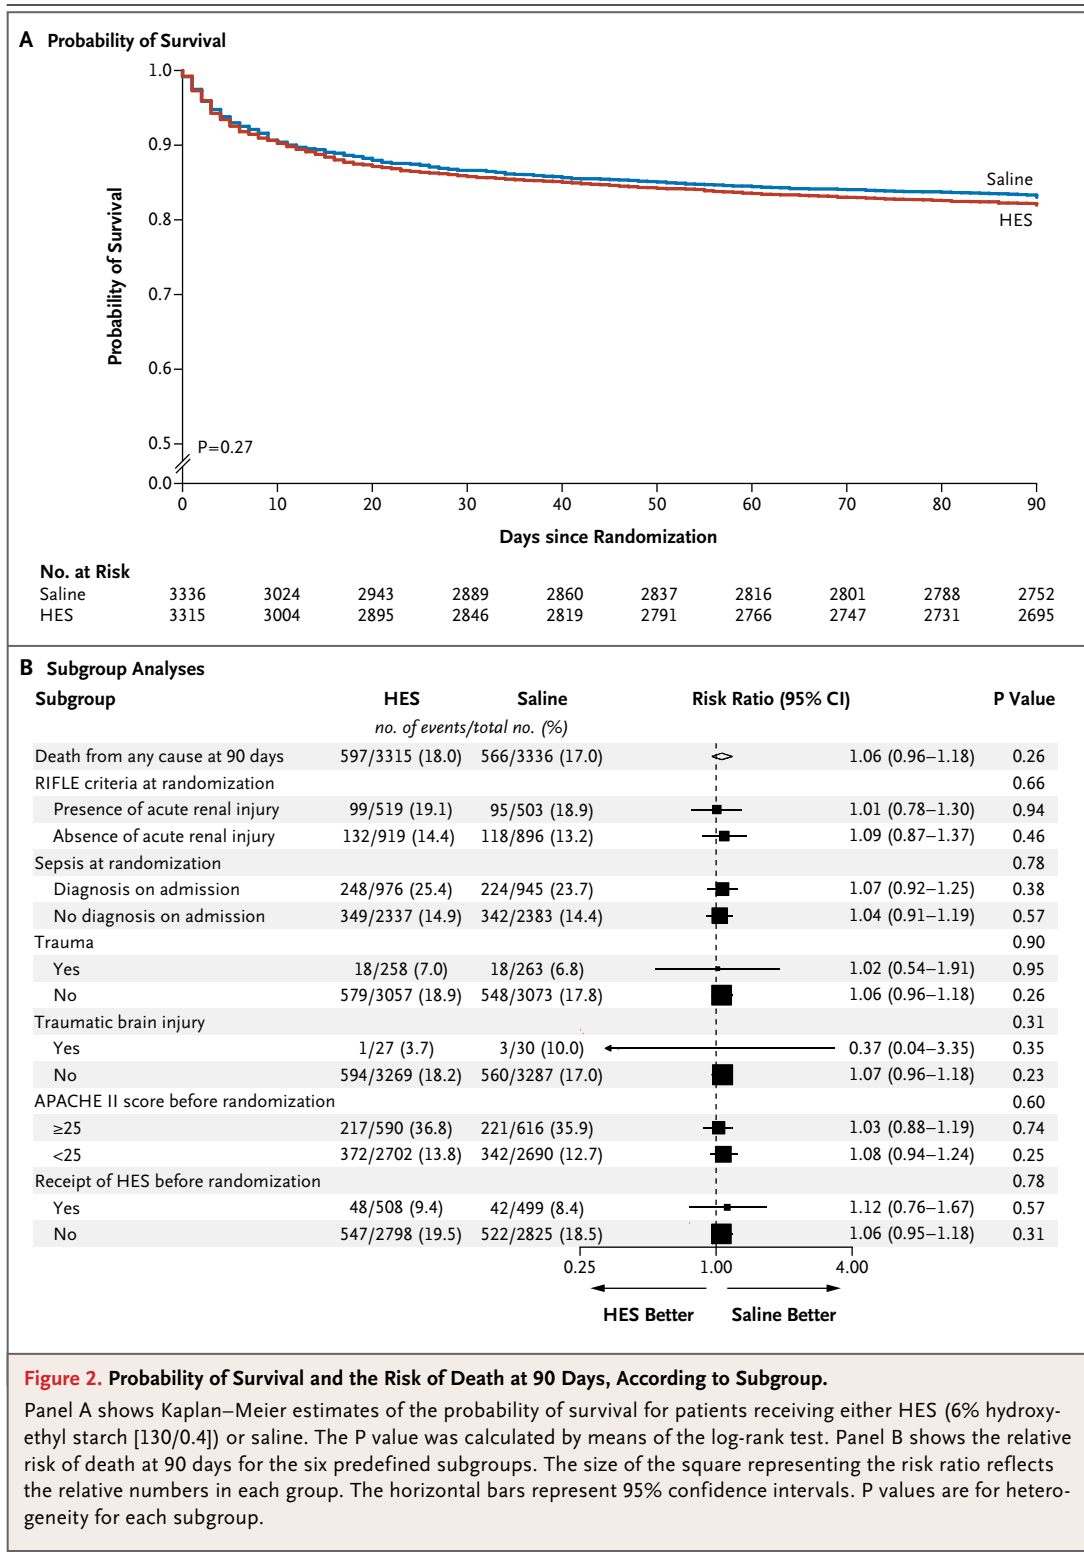 A Probability of Survival
1.0
0.9
0.8
0.7
0.6
0.5
0.0
Probability of Survival
Saline
HES
P=0.27
0 10 20 30 40 50 60 70 80 90
Days since Randomization
No. at Risk
Saline 3336 3024 2943 2889 2860 2837 2816 2801 2788 2752
HES 3315 3004 2895 2846 2819 2791 2766 2747 2731 2695
B Subgroup Analyses
Subgroup HES Saline Risk Ratio (95% CI) P Value
no. of events/total no. (%)
Death from any cause at 90 days 597/3315 (18.0) 566/3336 (17.0) 1.06 (0.96–1.18) 0.26
RIFLE criteria at randomization 0.66
Presence of acute renal injury 99/519 (19.1) 95/503 (18.9) 1.01 (0.78–1.30) 0.94
Absence of acute renal injury 132/919 (14.4) 118/896 (13.2) 1.09 (0.87–1.37) 0.46
Sepsis at randomization 0.78
Diagnosis on admission 248/976 (25.4) 224/945 (23.7) 1.07 (0.92–1.25) 0.38
No diagnosis on admission 349/2337 (14.9) 342/2383 (14.4) 1.04 (0.91–1.19) 0.57
Trauma 0.90
Yes 18/258 (7.0) 18/263 (6.8) 1.02 (0.54–1.91) 0.95
No 579/3057 (18.9) 548/3073 (17.8) 1.06 (0.96–1.18) 0.26
Traumatic brain injury 0.31
Yes 1/27 (3.7) 3/30 (10.0) 0.37 (0.04–3.35) 0.35
No 594/3269 (18.2) 560/3287 (17.0) 1.07 (0.96–1.18) 0.23
APACHE II score before randomization 0.60
≥25 217/590 (36.8) 221/616 (35.9) 1.03 (0.88–1.19) 0.74
<25 372/2702 (13.8) 342/2690 (12.7) 1.08 (0.94–1.24) 0.25
Receipt of HES before randomization 0.78
Yes 48/508 (9.4) 42/499 (8.4) 1.12 (0.76–1.67) 0.57
No 547/2798 (19.5) 522/2825 (18.5) 1.06 (0.95–1.18) 0.31
0.25 1.00 4.00
HES Better Saline Better
Figure 2. Probability of Survival and the Risk of Death at 90 Days, According to Subgroup.
Panel A shows Kaplan–Meier estimates of the probability of survival for patients receiving either HES (6% hydroxy-
ethyl starch [130/0.4]) or saline. The P value was calculated by means of the log-rank test. Panel B shows the relative
risk of death at 90 days for the six predefined subgroups. The size of the square representing the risk ratio reflects
the relative numbers in each group. The horizontal bars represent 95% confidence intervals. P values are for hetero-
geneity for each subgroup.